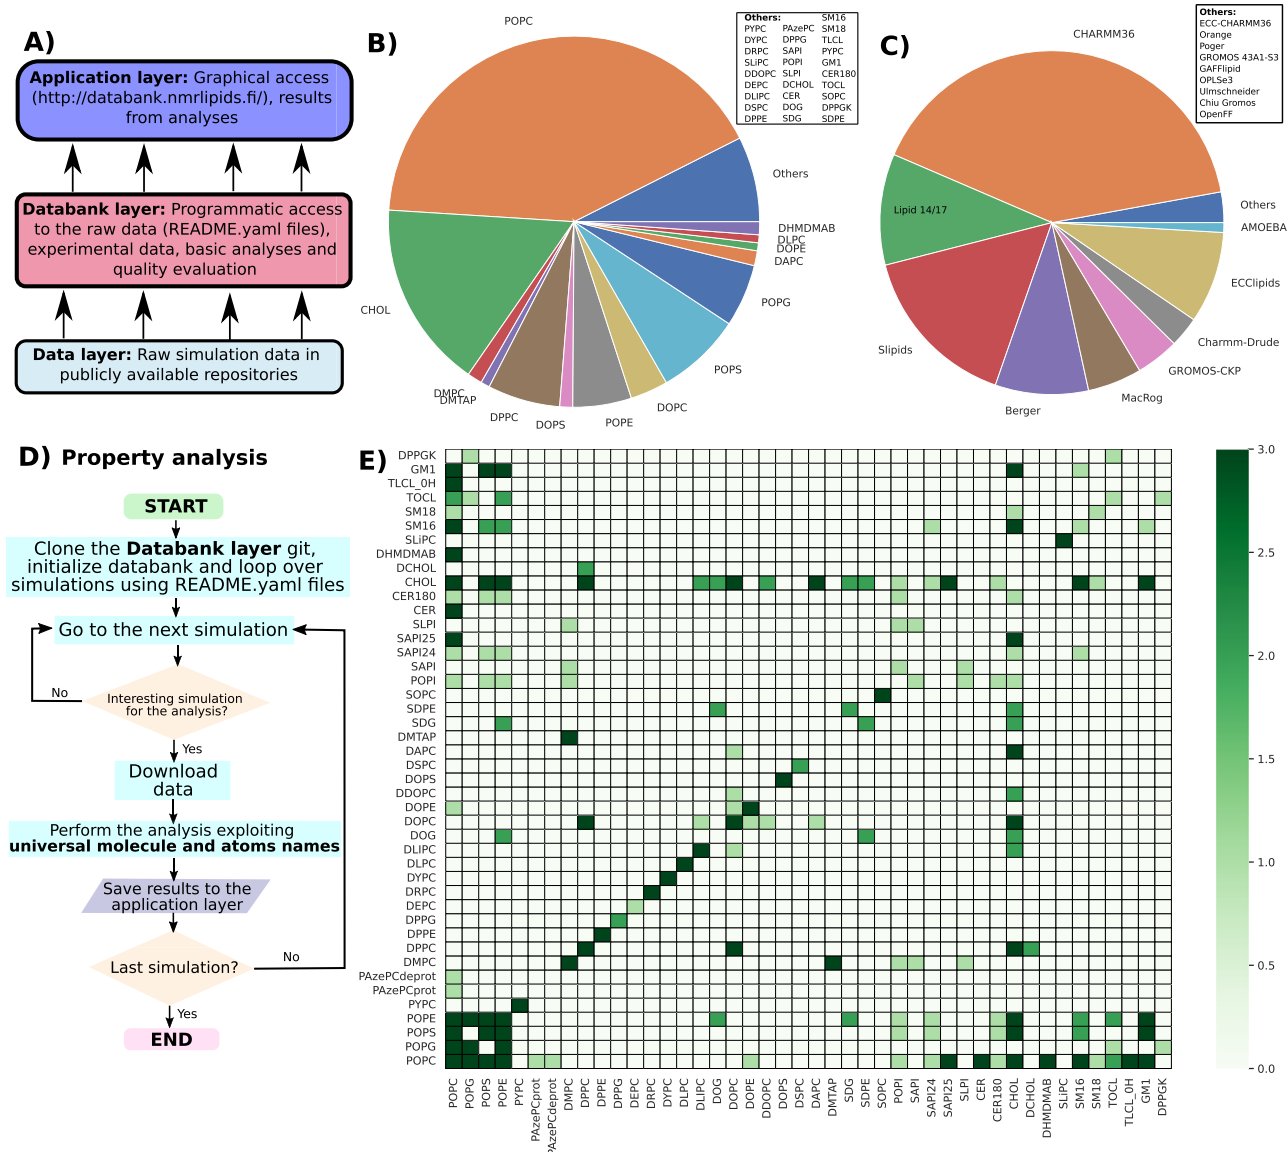 A)
Application layer: Graphical access
(http://databank.nmrlipids.fi/), results
from analyses
Databank layer: Programmatic access
to the raw data (README.yaml files),
experimental data, basic analyses and
quality evaluation
Data layer: Raw simulation data in
publicly available repositories
B)
POPC
Others
DHMDMAB
DLPC
DOPE
DAPC
POPG
POPS
DOPC
POPE
DOPS
DPPC
DMTAP
DMPC
CHOL
Others: SM16
PYPC PAzePC SM18
DYPC DPPG TLCL
DRPC SAPI PYPC
SLiPC POPI GM1
DDOPC SLPI CER180
DEPC DCHOL TOCL
DLIPC CER SOPC
DSPC DOG DPPGK
DPPE SDG SDPE
C)
CHARMM36
Others
AMOEBA
ECClipids
Charmm-Drude
GROMOS-CKP
MacRog
Berger
Slipids
Lipid 14/17
Others:
ECC-CHARMM36
Orange
Poger
GROMOS 43A1-S3
GAFFlipid
OPLSe3
Ulmschneider
Chiu Gromos
OpenFF
D) Property analysis
START
Clone the Databank layer git,
initialize databank and loop over
simulations using README.yaml files
Go to the next simulation
No
Interesting simulation
for the analysis?
Yes
Download
data
Perform the analysis exploiting
universal molecule and atoms names
Save results to the
application layer
Last simulation?
No
Yes
END
E)
DPPGK
GM1
TLCL_0H
TOCL
SM18
SM16
SLiPC
DHMDMAB
DCHOL
CHOL
CER180
CER
SLPI
SAPI25
SAPI24
SAPI
POPI
SOPC
SDPE
SDG
DMTAP
DAPC
DSPC
DOPS
DDOPC
DOPE
DOPC
DOG
DLIPC
DLPC
DYPC
DRPC
DEPC
DPPG
DPPE
DPPC
DMPC
PAzePCdeprot
PAzePCprot
PYPC
POPE
POPS
POPG
POPC
POPC
POPG
POPS
POPE
PYPC
PAzePCprot
PAzePCdeprot
DMPC
DPPC
DPPE
DPPG
DEPC
DRPC
DYPC
DLPC
DLIPC
DOG
DOPC
DOPE
DDOPC
DOPS
DSPC
DAPC
DMTAP
SDG
SDPE
SOPC
POPI
SAPI
SAPI24
SAPI25
SLPI
CER
CER180
CHOL
DCHOL
DHMDMAB
SLiPC
SM16
SM18
TOCL
TLCL_0H
GM1
DPPGK
3.0
2.5
2.0
1.5
1.0
0.5
0.0